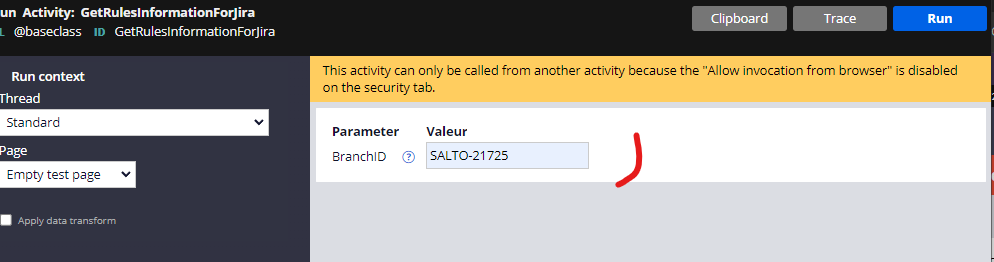 un Activity: GetRulesInformationForJira
L @baseclass ID GetRulesInformationForJira
Clipboard
Trace
Run
Run context
Thread
Standard
Page
Empty test page
Apply data transform
This activity can only be called from another activity because the "Allow invocation from browser" is disabled
on the security tab.
Parameter Valeur
BranchID ? SALTO-21725